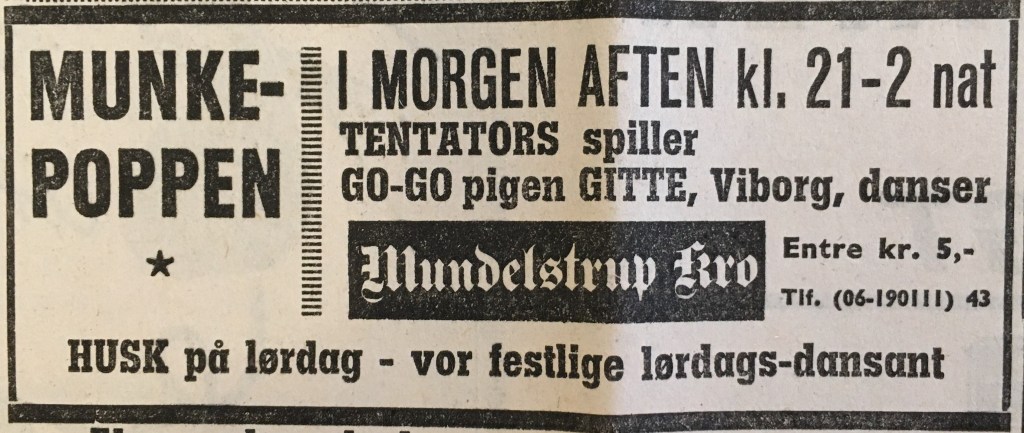 MUNKE-
POPPEN
I MORGEN AFTEN kl. 21-2 nat
TENTATORS spiller
GO-GO pigen GITTE, Viborg, danser
Mundelstrup Kro
Entre kr. 5,-
Tlf. (06-190111) 43
HUSK på lørdag - vor festlige lørdags-dansant